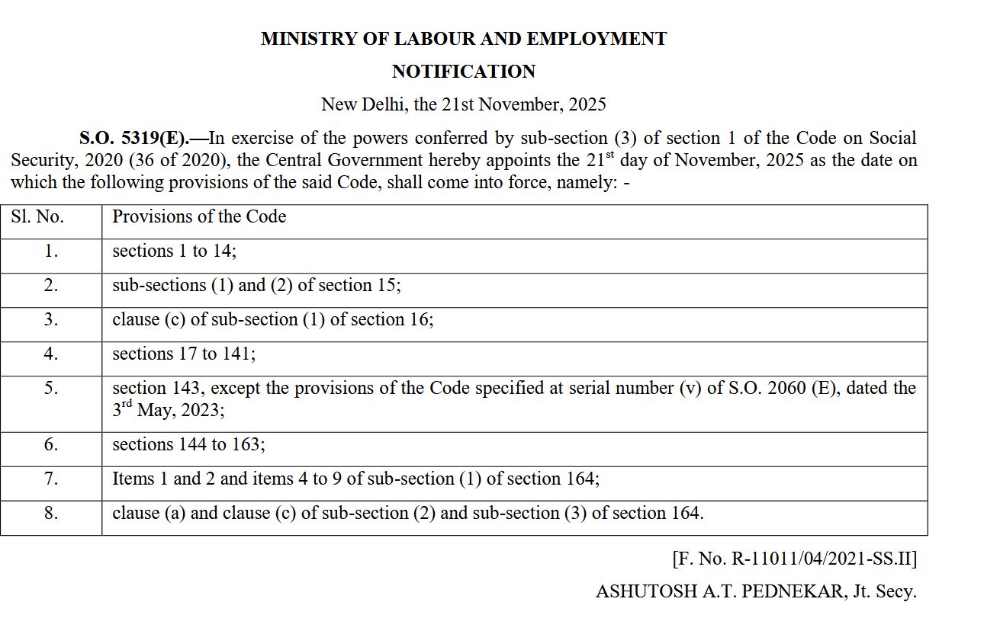 MINISTRY OF LABOUR AND EMPLOYMENT
NOTIFICATION
New Delhi, the 21st November, 2025
S.O. 5319(E).—In exercise of the powers conferred by sub-section (3) of section 1 of the Code on Social
Security, 2020 (36 of 2020), the Central Government hereby appoints the 21st day of November, 2025 as the date on
which the following provisions of the said Code, shall come into force, namely: -
Sl. No. Provisions of the Code
1. sections 1 to 14;
2. sub-sections (1) and (2) of section 15;
3. clause (c) of sub-section (1) of section 16;
4. sections 17 to 141;
5. section 143, except the provisions of the Code specified at serial number (v) of S.O. 2060 (E), dated the
3rd May, 2023;
6. sections 144 to 163;
7. Items 1 and 2 and items 4 to 9 of sub-section (1) of section 164;
8. clause (a) and clause (c) of sub-section (2) and sub-section (3) of section 164.
[F. No. R-11011/04/2021-SS.II]
ASHUTOSH A.T. PEDNEKAR, Jt. Secy.